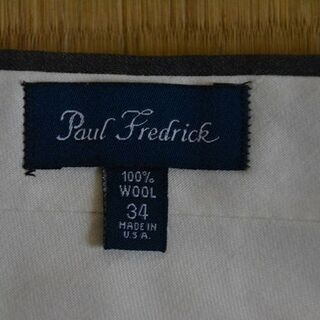 Paul Fredrick
100%
WOOL
34
MADE IN
U.S.A.